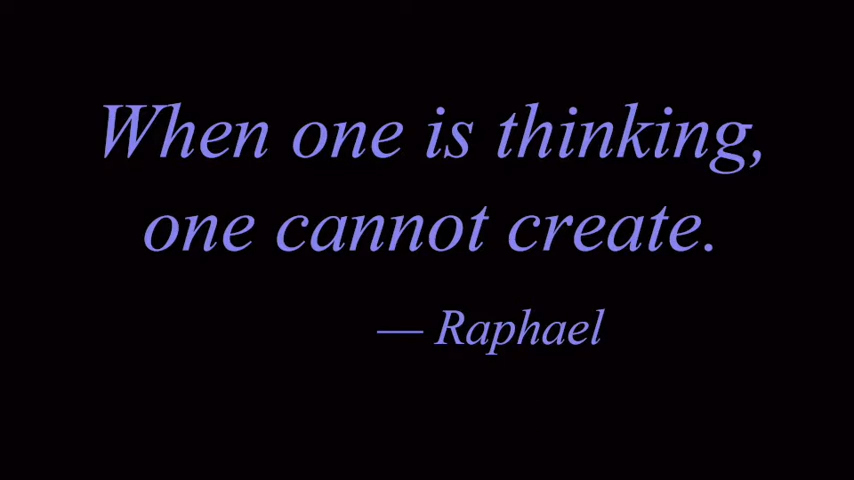 When one is thinking,
one cannot create.
— Raphael